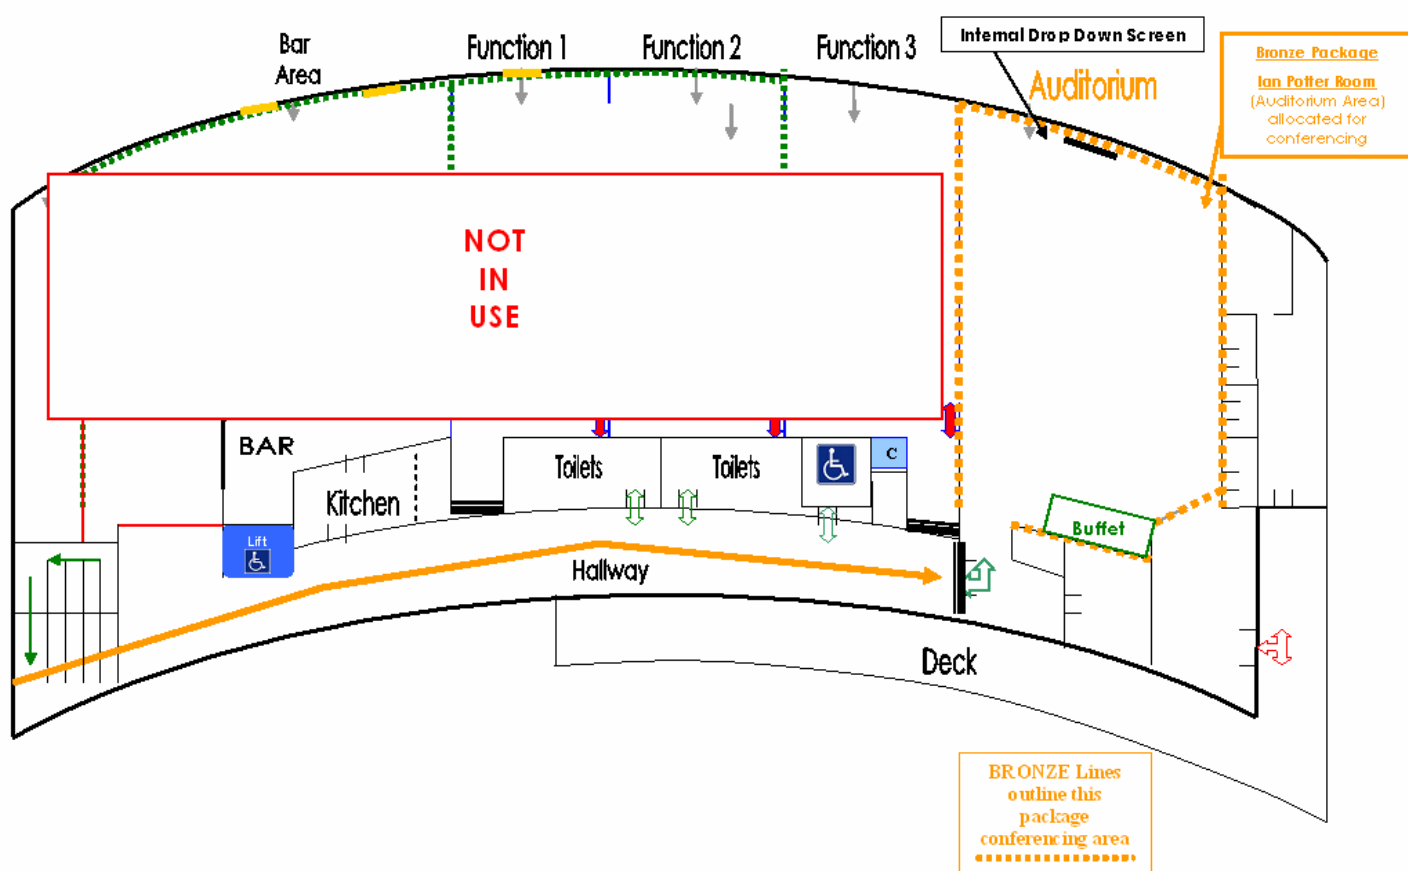 Bar
Area
Function 1
Function 2
Function 3
Internal Drop Down Screen
Auditorium
Bronze Package
Ian Potter Room
(Auditorium Area)
allocated for
conferencing
NOT
IN
USE
BAR
Kitchen
Toilets
Toilets
C
Lift
Hallway
Buffet
Deck
BRONZE Lines
outline this
package
conferencing area